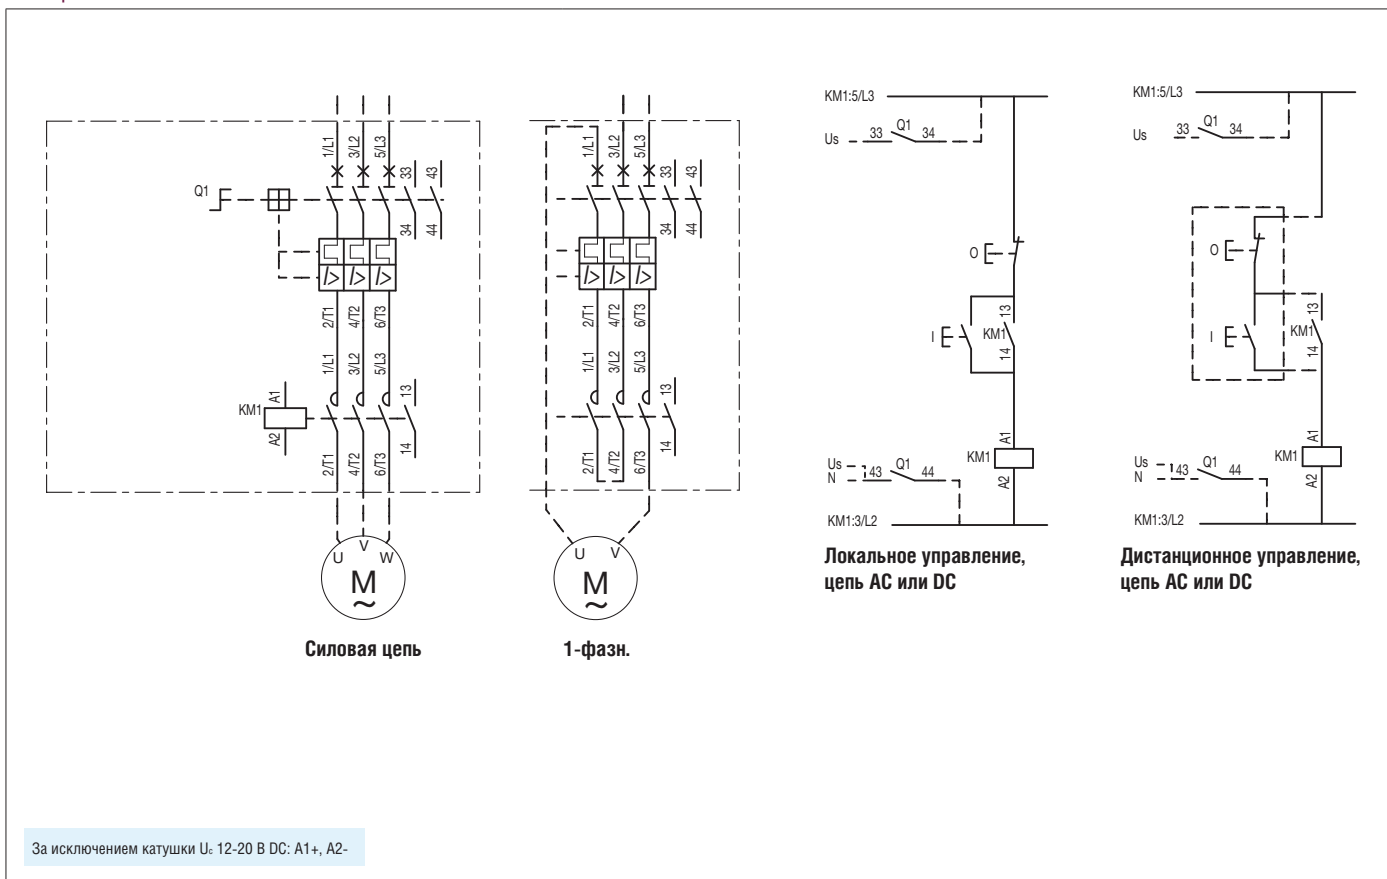 1/L1
3/L2
5/L3
33
43
Q1
34
44
I>
I>
I>
2/T1
4/T2
6/T3
1/L1
3/L2
5/L3
A1
KM1
A2
13
14
2/T1
4/T2
6/T3
U
V
W
M
~
Силовая цепь
1/L1
3/L2
5/L3
33
43
34
44
I>
I>
I>
2/T1
4/T2
6/T3
1/L1
3/L2
5/L3
13
14
2/T1
4/T2
6/T3
U
V
M
~
1-фазн.
KM1:5/L3
Us
33
Q1
34
O
I
KM1
13
14
KM1
A1
A2
Us
N
43
Q1
44
KM1:3/L2
Локальное управление,
цепь AC или DC
KM1:5/L3
Us
33
Q1
34
O
I
KM1
13
14
KM1
A1
A2
Us
N
43
Q1
44
KM1:3/L2
Дистанционное управление,
цепь AC или DC
За исключением катушки Uc 12-20 В DC: A1+, A2-